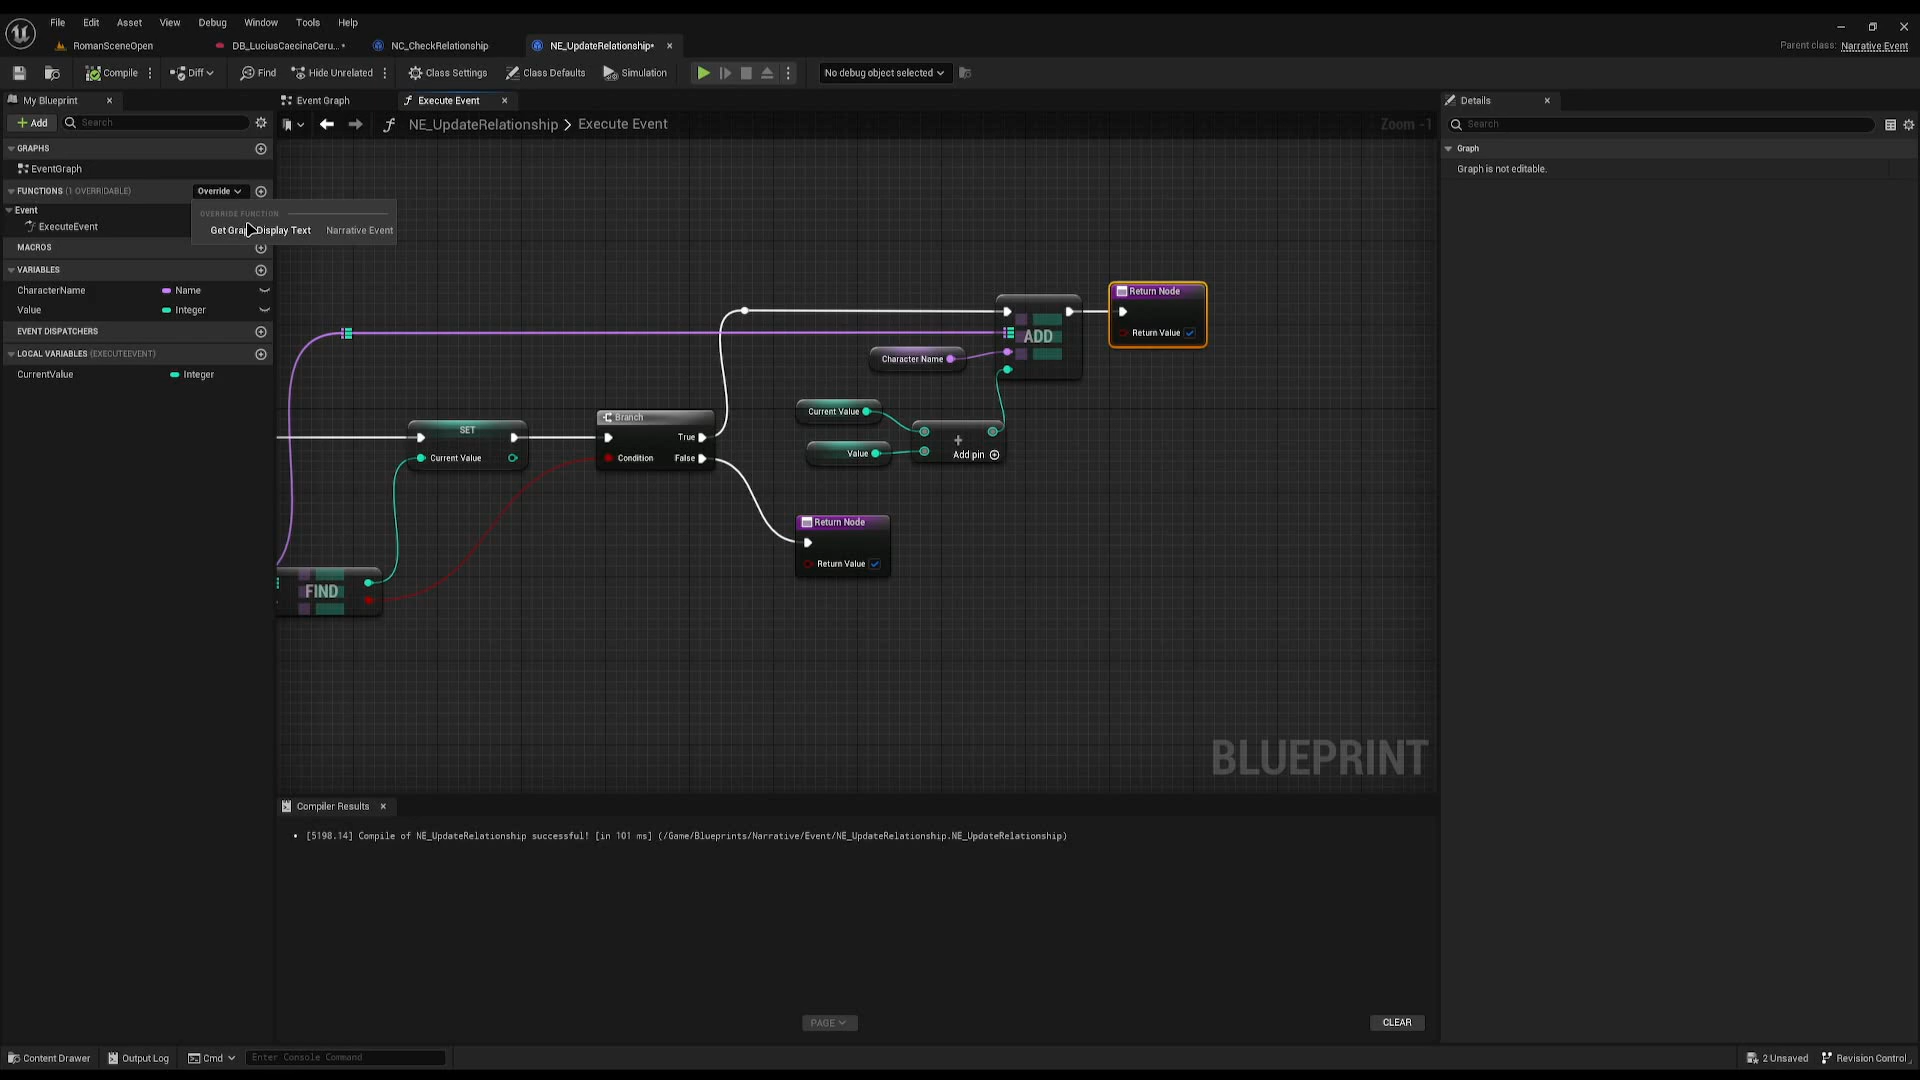 File Edit Asset View Debug Window Tools Help
RomanSceneOpen DB_LuciusCaecinaCeru...* NC_CheckRelationship NE_UpdateRelationship*
Parent class: Narrative Event
Compile Diff Find Hide Unrelated Class Settings Class Defaults Simulation No debug object selected
My Blueprint Event Graph Execute Event Details
Add Search NE_UpdateRelationship > Execute Event Zoom -1 Search
GRAPHS
Graph
EventGraph
Graph is not editable.
FUNCTIONS (1 OVERRIDABLE) Override
Event
OVERRIDE FUNCTION
ExecuteEvent
Display Text Narrative Event
MACROS
VARIABLES
CharacterName Name
Value Integer
EVENT DISPATCHERS
LOCAL VARIABLES (EXECUTEEVENT)
CurrentValue Integer
Return Node
Return Value
ADD
Character Name
Current Value
Value
Add pin
SET
Current Value
Branch
True
Condition False
Return Node
Return Value
FIND
BLUEPRINT
Compiler Results
• [5198.14] Compile of NE_UpdateRelationship successful! [in 101 ms] (/Game/Blueprints/Narrative/Event/NE_UpdateRelationship.NE_UpdateRelationship)
PAGE CLEAR
Content Drawer Output Log Cmd Enter Console Command 2 Unsaved Revision Control